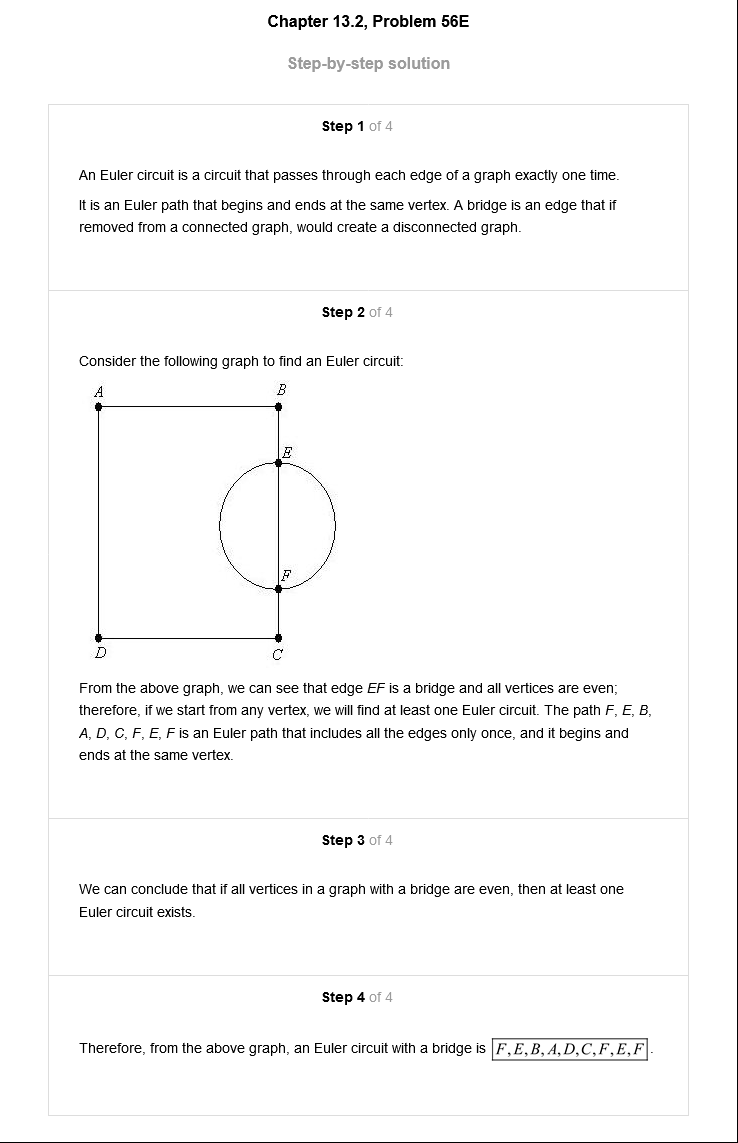 Chapter 13.2, Problem 56E
Step-by-step solution
Step 1 of 4
An Euler circuit is a circuit that passes through each edge of a graph exactly one time.
It is an Euler path that begins and ends at the same vertex. A bridge is an edge that if
removed from a connected graph, would create a disconnected graph.
Step 2 of 4
Consider the following graph to find an Euler circuit:
A B
E
F
D C
From the above graph, we can see that edge EF is a bridge and all vertices are even;
therefore, if we start from any vertex, we will find at least one Euler circuit. The path F, E, B,
A, D, C, F, E, F is an Euler path that includes all the edges only once, and it begins and
ends at the same vertex.
Step 3 of 4
We can conclude that if all vertices in a graph with a bridge are even, then at least one
Euler circuit exists.
Step 4 of 4
Therefore, from the above graph, an Euler circuit with a bridge is F,E,B,A,D,C,F,E,F.